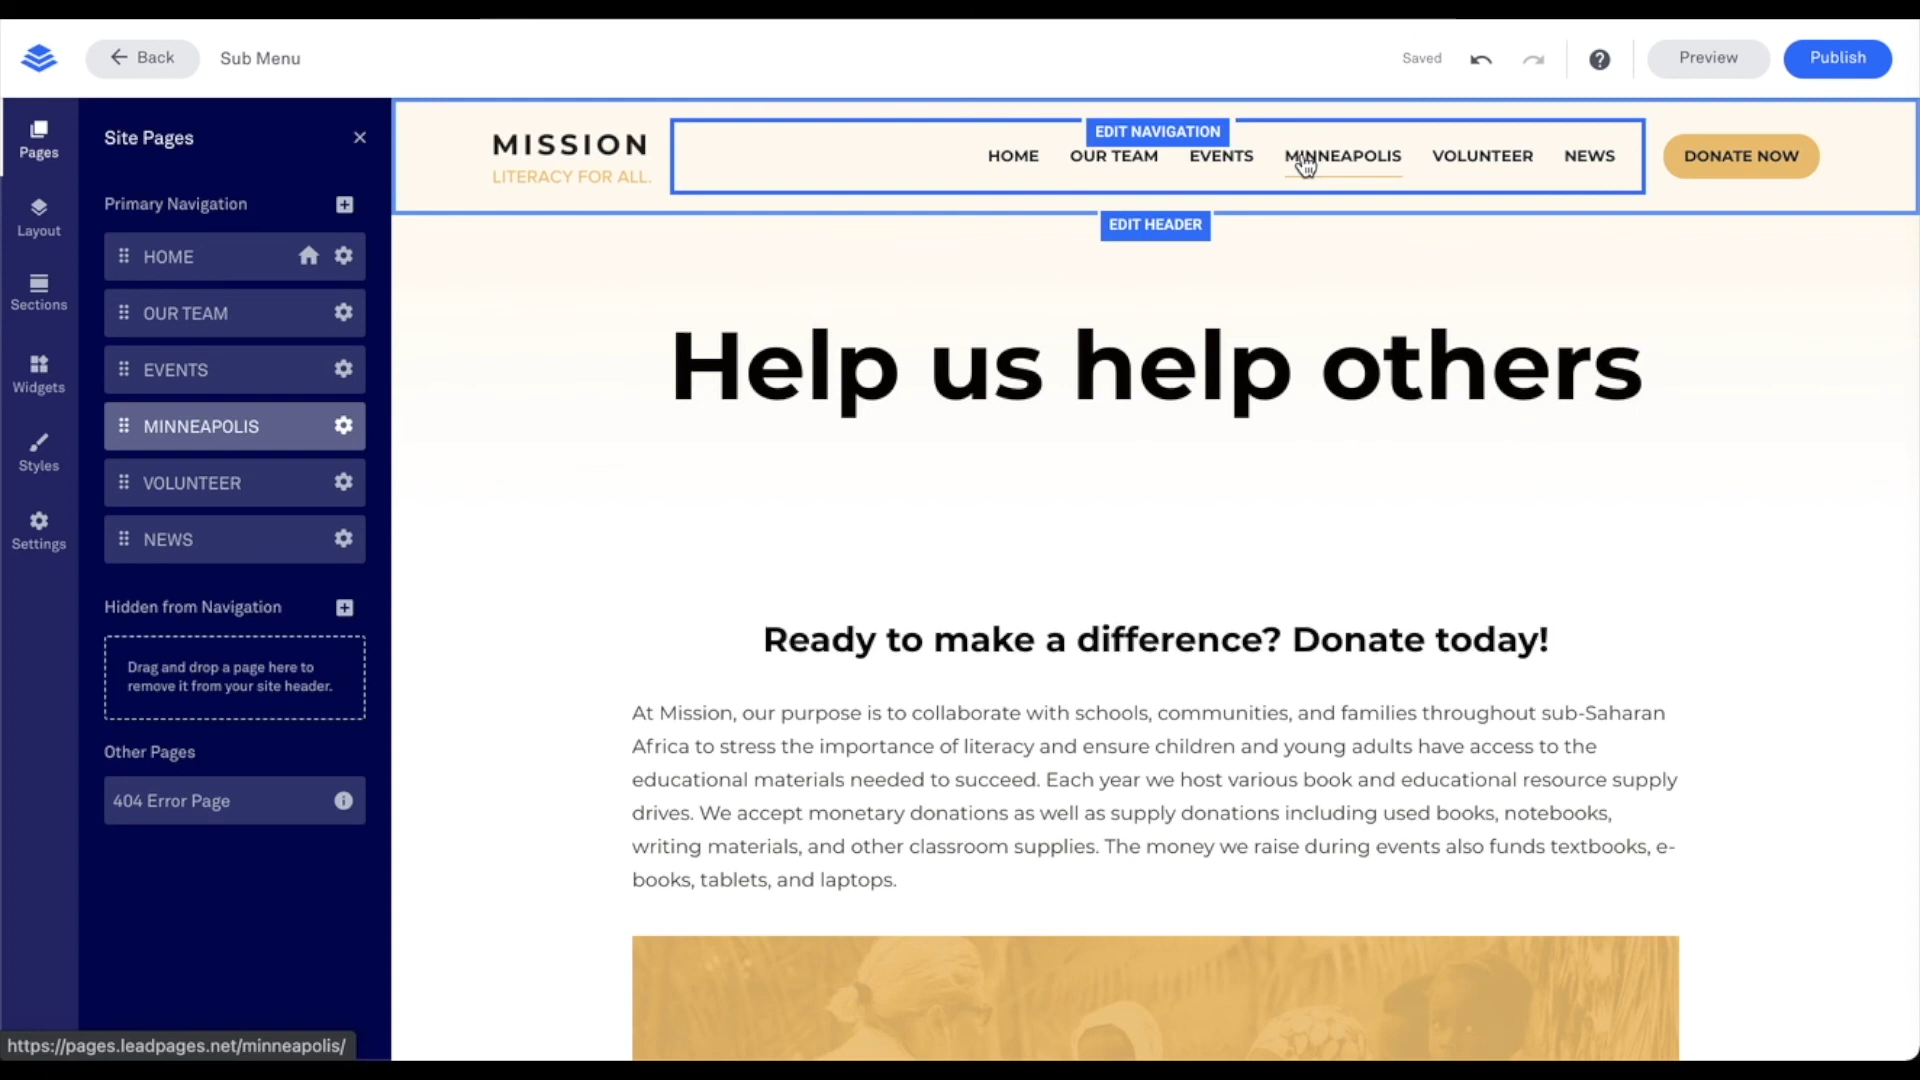 Back
Sub Menu
Saved
Preview
Publish
Pages
Layout
Sections
Widgets
Styles
Settings
Site Pages
Primary Navigation
HOME
OUR TEAM
EVENTS
MINNEAPOLIS
VOLUNTEER
NEWS
Hidden from Navigation
Drag and drop a page here to
remove it from your site header.
Other Pages
404 Error Page
https://pages.leadpages.net/minneapolis/
MISSION
LITERACY FOR ALL.
EDIT NAVIGATION
HOME OUR TEAM EVENTS MINNEAPOLIS VOLUNTEER NEWS
DONATE NOW
EDIT HEADER
Help us help others
Ready to make a difference? Donate today!
At Mission, our purpose is to collaborate with schools, communities, and families throughout sub-Saharan
Africa to stress the importance of literacy and ensure children and young adults have access to the
educational materials needed to succeed. Each year we host various book and educational resource supply
drives. We accept monetary donations as well as supply donations including used books, notebooks,
writing materials, and other classroom supplies. The money we raise during events also funds textbooks, e-
books, tablets, and laptops.